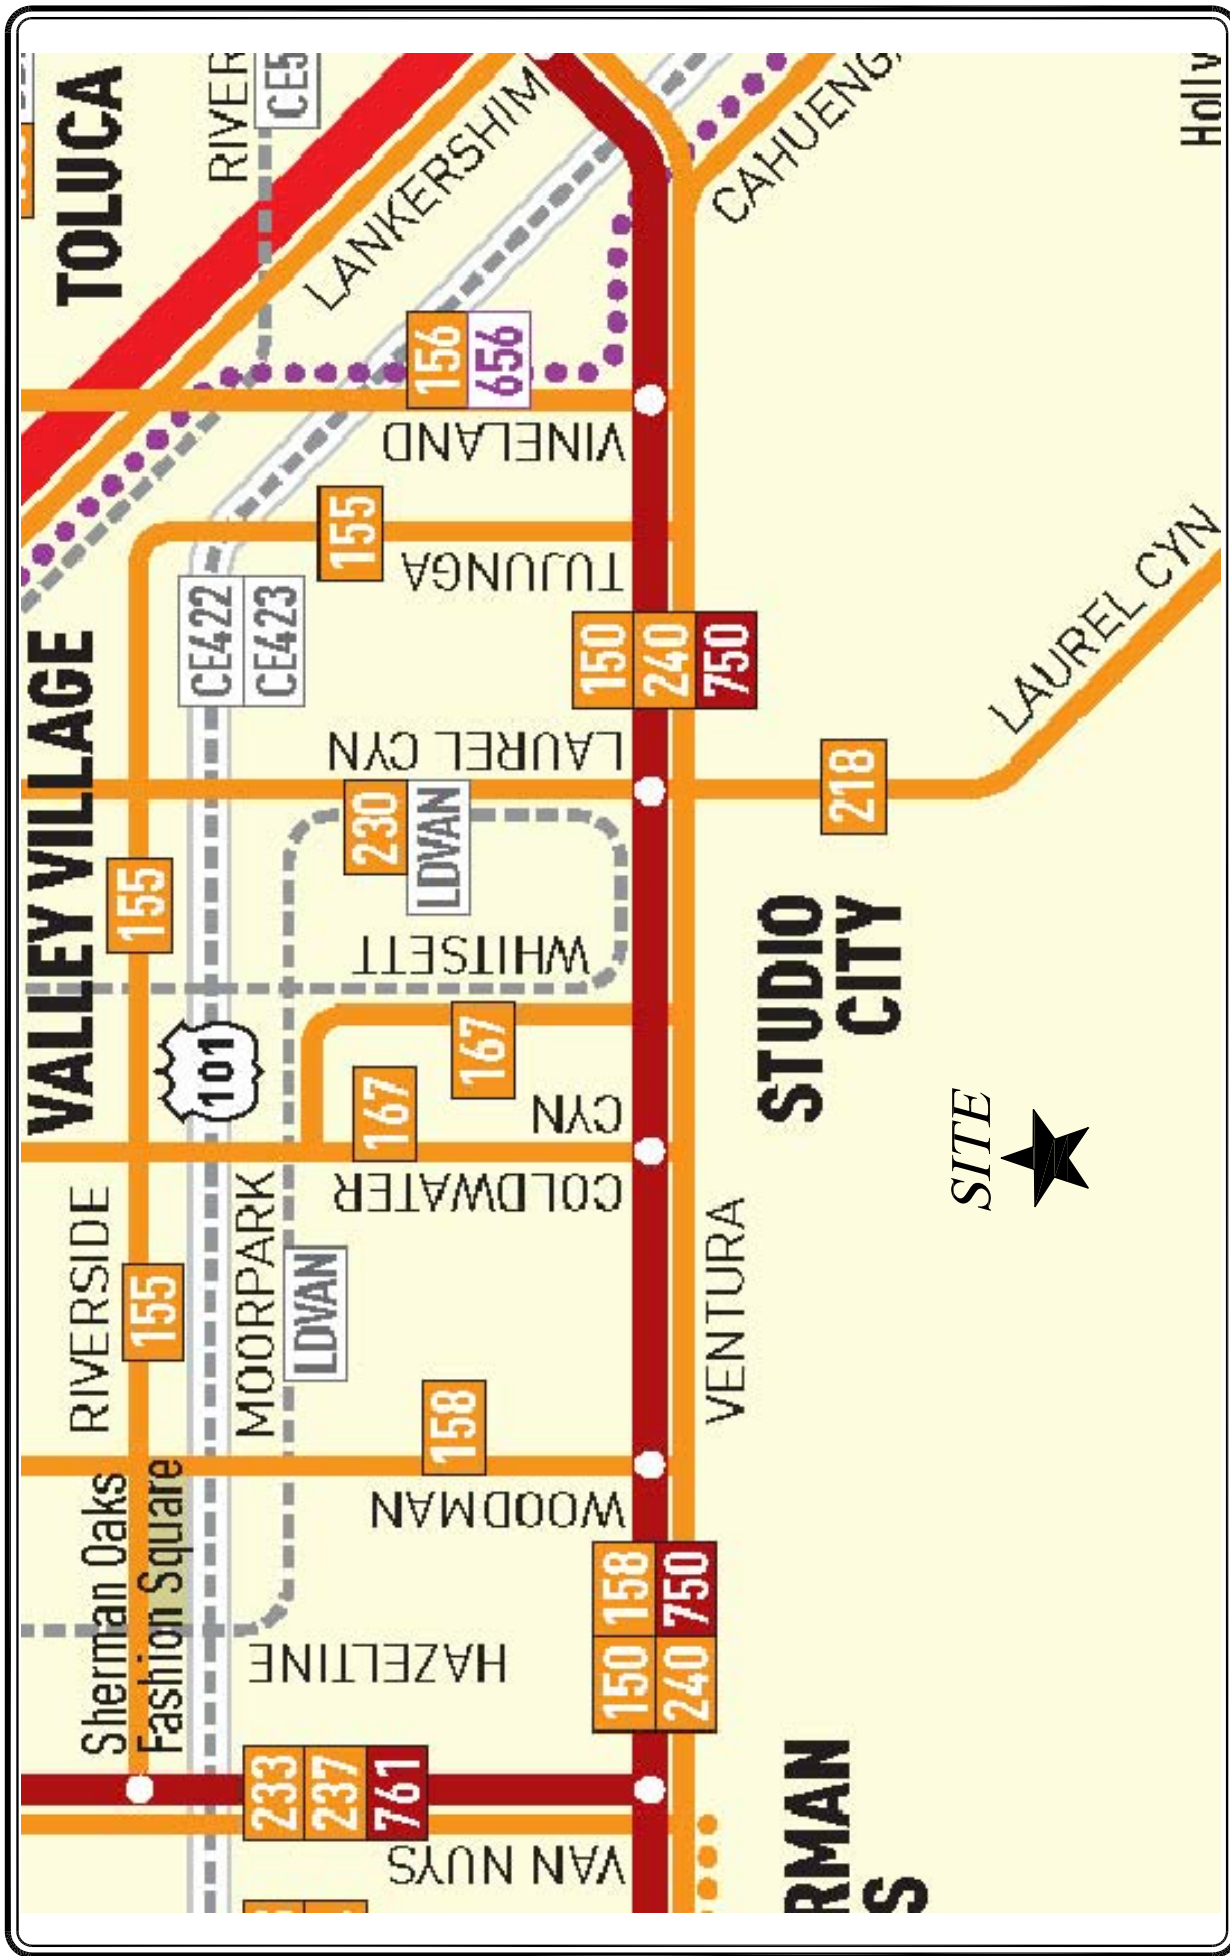 Sherman Oaks
Fashion Square
RIVERSIDE
155
155
VALLEY VILLAGE
TOLUCA
RIVER
CE5
101
CE422
CE423
MOORPARK
LDVAN
LANKERSHIM
HAZELTINE
233
237
761
VAN NUYS
158
WOODMAN
167
COLDWATER
CYN
167
WHITSETT
230
LDVAN
LAUREL CYN
155
TUJUNGA
156
656
VINELAND
150 158
240 750
VENTURA
150
240
750
CAHUENGA
STUDIO
CITY
218
LAUREL CYN
SITE
RMAN
S
Hollv